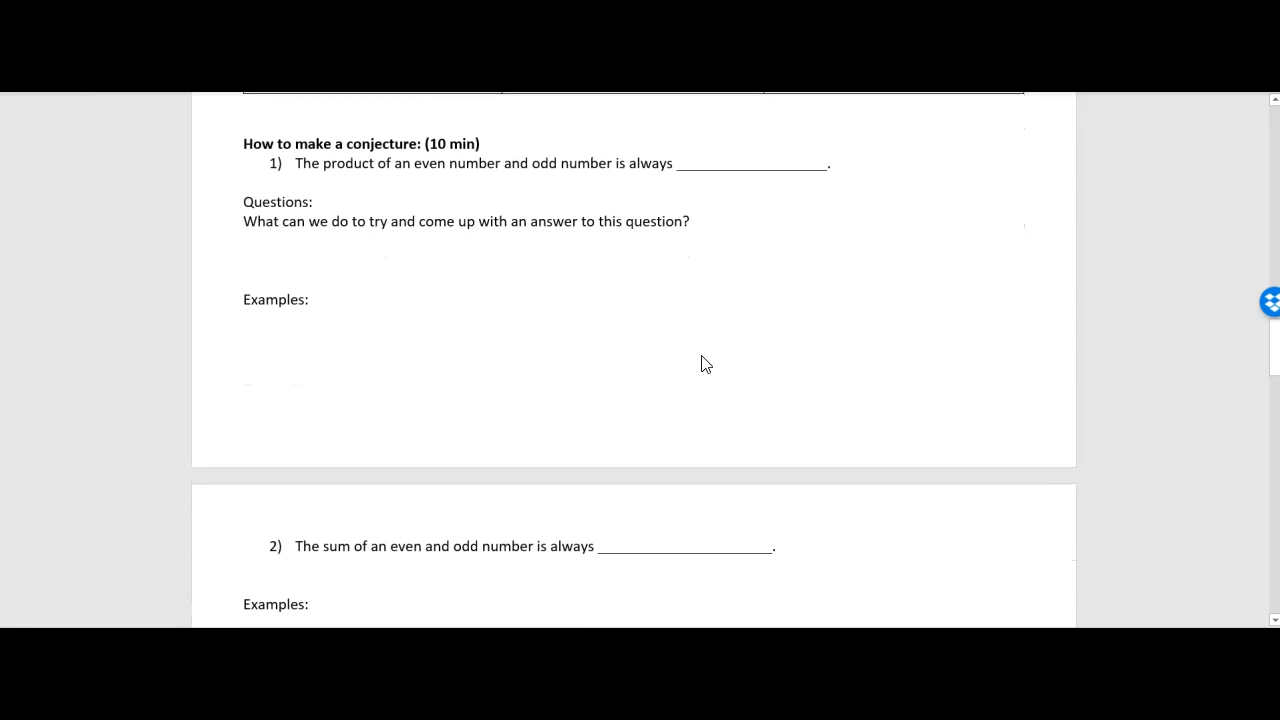 How to make a conjecture: (10 min)
1) The product of an even number and odd number is always ___________________.
Questions:
What can we do to try and come up with an answer to this question?
Examples:
2) The sum of an even and odd number is always ______________________.
Examples: